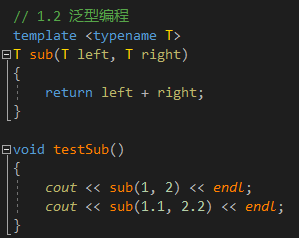 // 1.2 泛型编程
template <typename T>
T sub(T left, T right)
{
    return left + right;
}

void testSub()
{
    cout << sub(1, 2) << endl;
    cout << sub(1.1, 2.2) << endl;
}